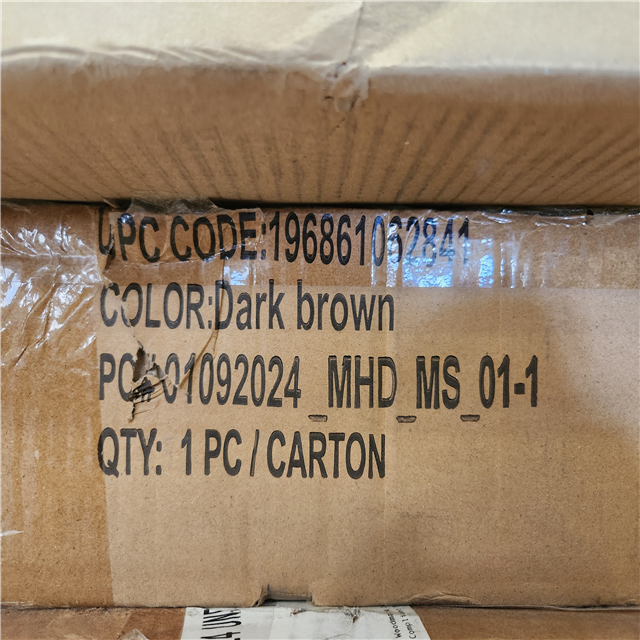 UPC CODE:196861032841
COLOR:Dark brown
PO# 01092024_MHD_MS_01-1
QTY: 1 PC / CARTON